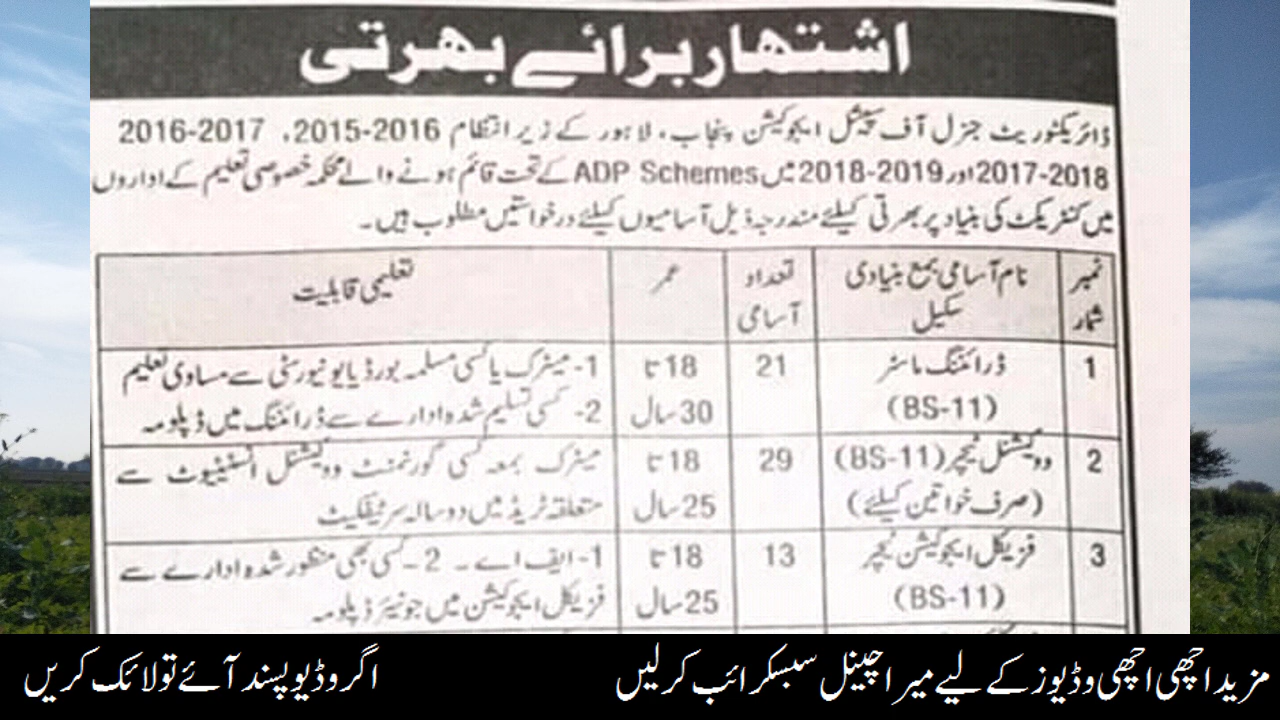 اشتہار برائے بھرتی
ڈائریکٹوریٹ جنرل آف سپیشل ایجوکیشن پنجاب، لاہور کے زیر انتظام 2015-2016، 2016-2017
2017-2018 اور 2018-2019 میں ADP Schemes کے تحت قائم ہونے والے محکمہ خصوصی تعلیم کے اداروں
میں کنٹریکٹ کی بنیاد پر بھرتی کیلئے مندرجہ ذیل آسامیوں کیلئے درخواستیں مطلوب ہیں۔
نمبر شمار
نام آسامی بمع بنیادی سکیل
تعداد آسامی
عمر
تعلیمی قابلیت
1
ڈرائنگ ماسٹر
(BS-11)
21
18 تا
30 سال
1- میٹرک یا کسی مسلمہ بورڈ یا یونیورسٹی سے مساوی تعلیم
2- کسی تسلیم شدہ ادارے سے ڈرائنگ میں ڈپلومہ
2
ووکیشنل ٹیچر (BS-11)
(صرف خواتین کیلئے)
29
18 تا
25 سال
میٹرک بمعہ کسی گورنمنٹ ووکیشنل انسٹیٹیوٹ سے
متعلقہ ٹریڈ میں دو سالہ سرٹیفکیٹ
3
فزیکل ایجوکیشن ٹیچر
(BS-11)
13
18 تا
25 سال
1- ایف اے ۔ 2- کسی بھی منظور شدہ ادارے سے
فزیکل ایجوکیشن میں جونیئر ڈپلومہ
مزید اچھی اچھی وڈیوز کے لیے میرا چینل سبسکرائب کر لیں
اگر وڈیو پسند آئے تو لائک کریں